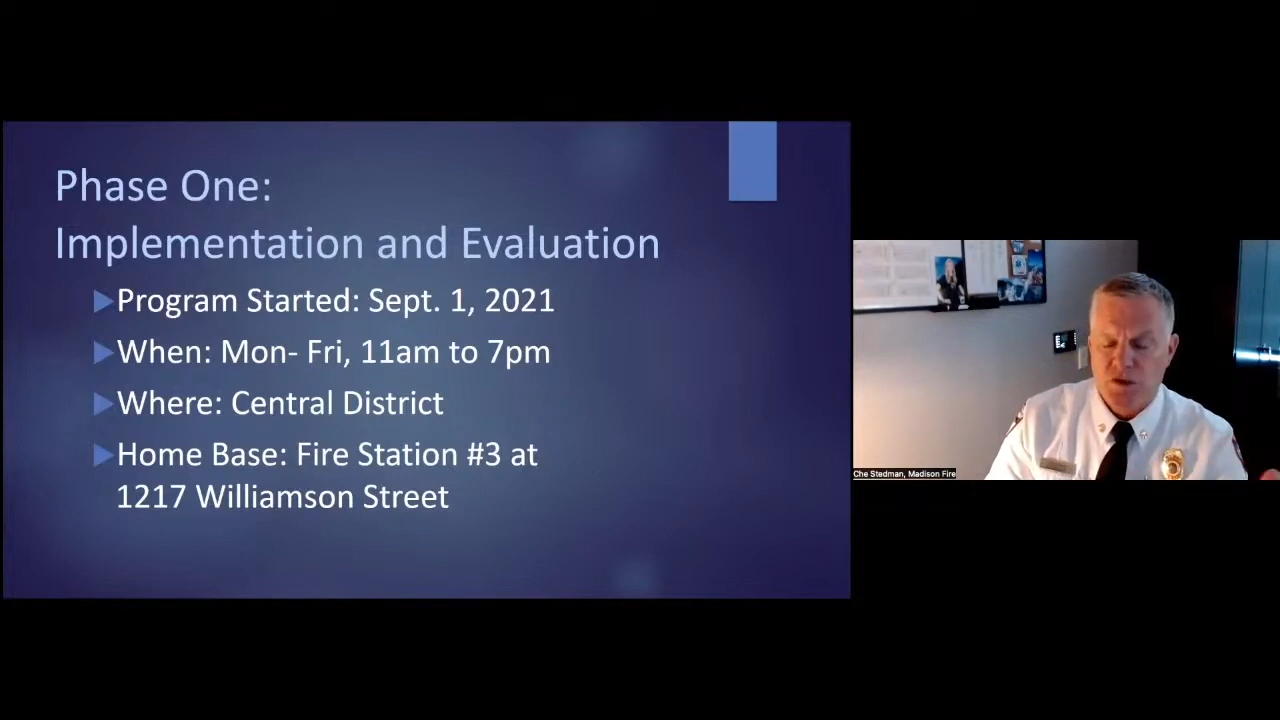 Phase One:
Implementation and Evaluation
Program Started: Sept. 1, 2021
When: Mon- Fri, 11am to 7pm
Where: Central District
Home Base: Fire Station #3 at
1217 Williamson Street
Che Stedman, Madison Fire